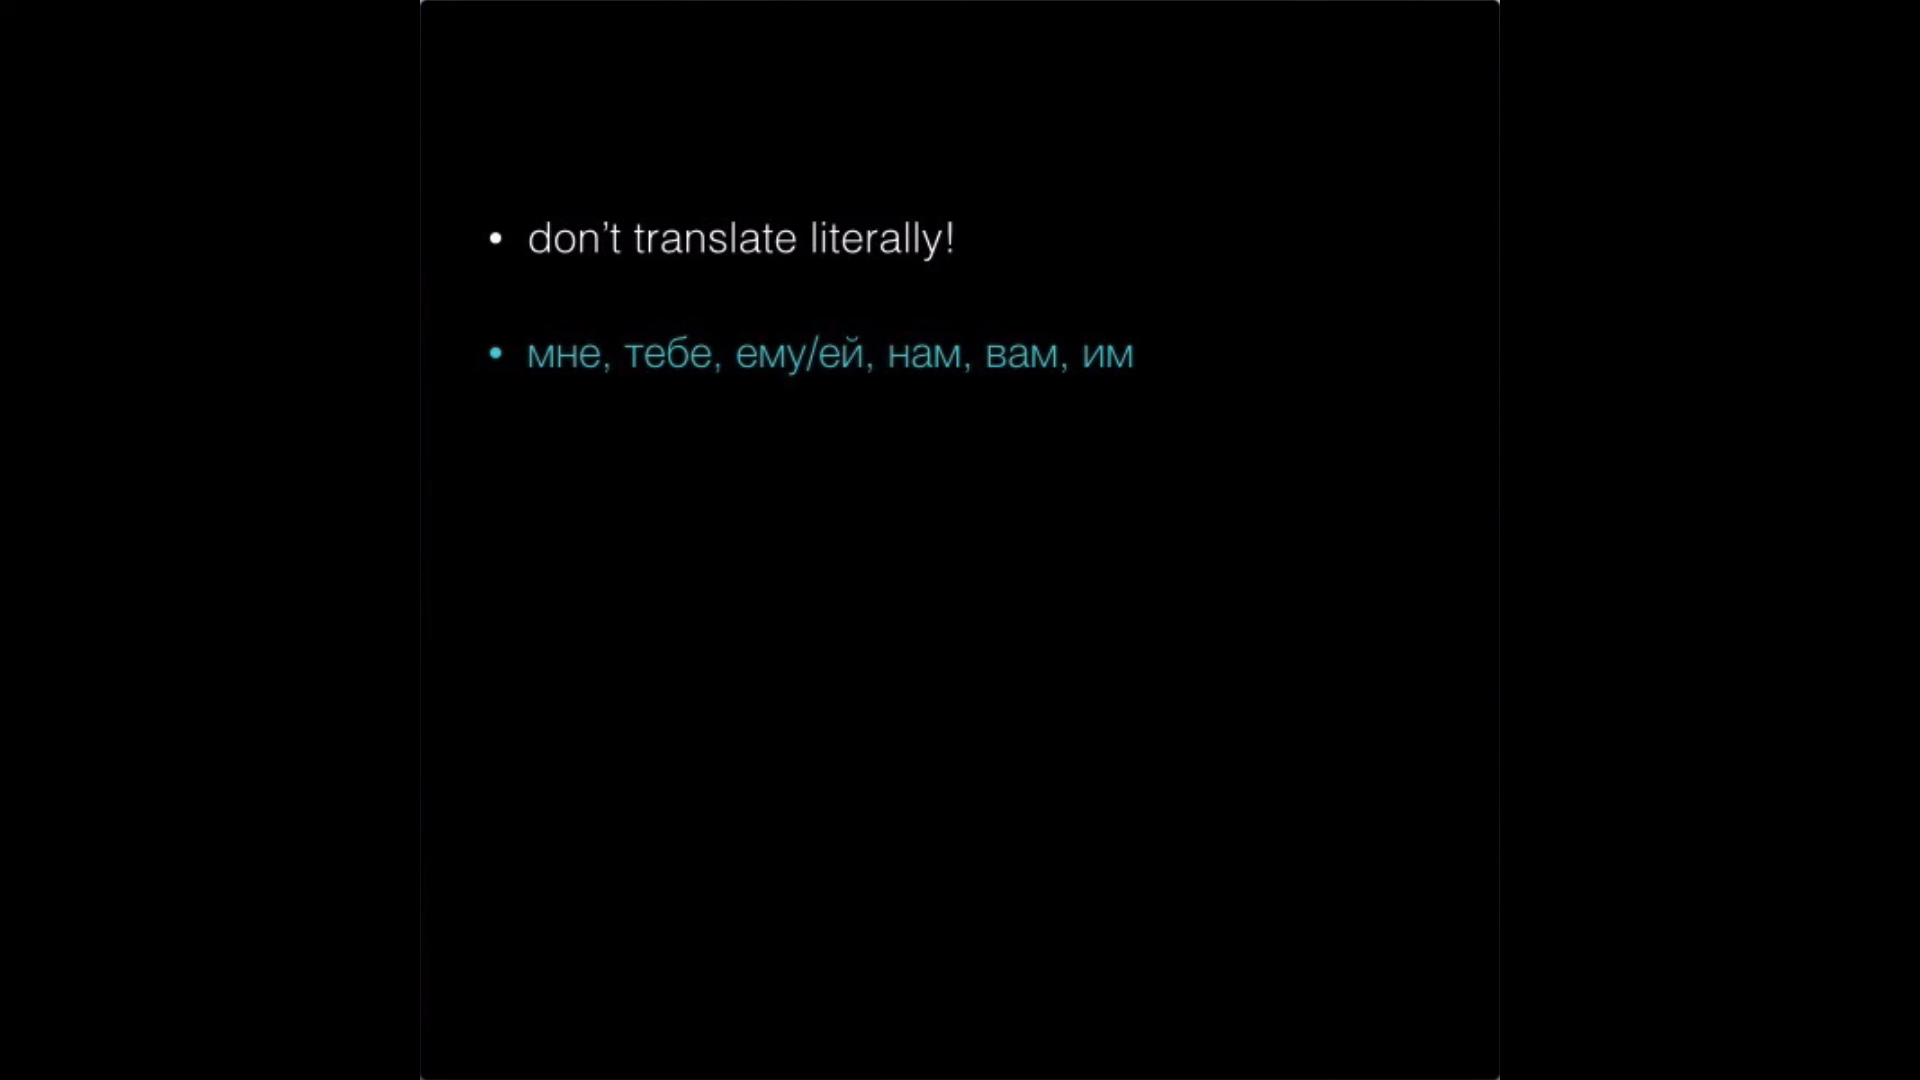 • don’t translate literally!
• мне, тебе, ему/ей, нам, вам, им